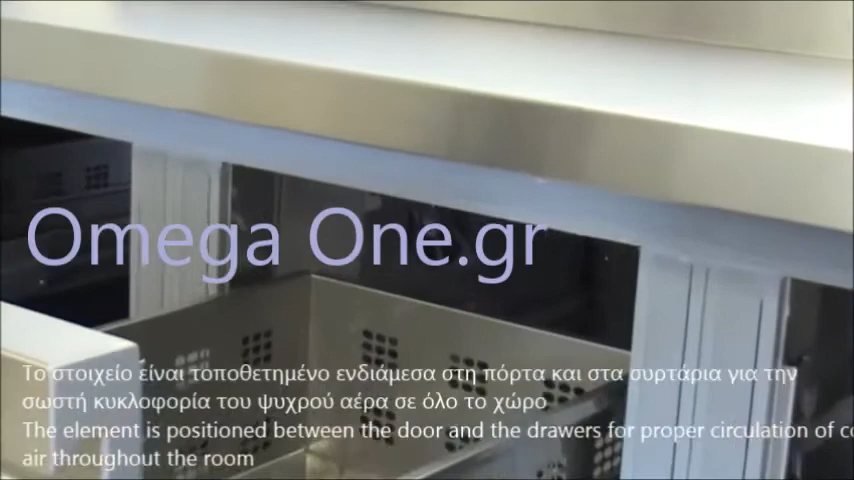 Omega One.gr
Το στοιχείο είναι τοποθετημένο ενδιάμεσα στη πόρτα και στα συρτάρια για την
σωστή κυκλοφορία του ψυχρού αέρα σε όλο το χώρο
The element is positioned between the door and the drawers for proper circulation of
air throughout the room